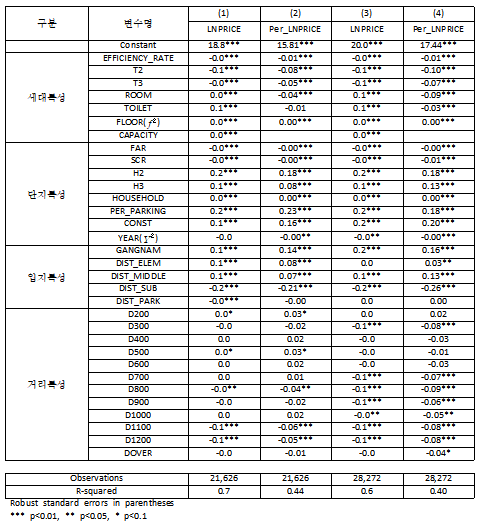 구분 변수명 (1) (2) (3) (4)
LNPRICE Per_LNPRICE LNPRICE Per_LNPRICE
Constant 18.8*** 15.81*** 20.0*** 17.44***
세대특성
EFFICIENCY_RATE -0.0*** -0.01*** -0.0*** -0.01***
T2 -0.1*** -0.08*** -0.1*** -0.10***
T3 -0.0*** -0.05*** -0.1*** -0.07***
ROOM 0.0*** -0.04*** 0.1*** -0.09***
TOILET 0.1*** -0.01 0.1*** -0.03***
FLOOR(f²) 0.0*** 0.00*** 0.0*** 0.00***
CAPACITY 0.0*** 0.0***
단지특성
FAR -0.0*** -0.00*** -0.0*** -0.00***
SCR -0.0*** -0.00*** -0.0*** -0.01***
H2 0.2*** 0.18*** 0.2*** 0.18***
H3 0.1*** 0.08*** 0.1*** 0.13***
HOUSEHOLD 0.0*** 0.00*** 0.0*** 0.00***
PER_PARKING 0.2*** 0.23*** 0.2*** 0.18***
CONST 0.1*** 0.16*** 0.2*** 0.20***
YEAR( ) -0.0 -0.00** -0.0** -0.00***
입지특성
GANGNAM 0.1*** 0.14*** 0.2*** 0.16***
DIST_ELEM 0.1*** 0.08*** 0.0 0.03**
DIST_MIDDLE 0.1*** 0.07*** 0.1*** 0.13***
DIST_SUB -0.2*** -0.21*** -0.2*** -0.26***
DIST_PARK -0.0*** -0.00 0.0 0.00
거리특성
D200 0.0* 0.03* 0.0 0.02
D300 -0.0 -0.02 -0.1*** -0.08***
D400 0.0 0.02 -0.0 -0.03
D500 0.0* 0.03* -0.0 -0.01
D600 0.0 0.02 -0.0 -0.03
D700 0.0 0.01 -0.1*** -0.07***
D800 -0.0** -0.04** -0.1*** -0.09***
D900 -0.0 -0.02 -0.1*** -0.06***
D1000 0.0 0.02 -0.0** -0.05**
D1100 -0.1*** -0.06*** -0.1*** -0.08***
D1200 -0.1*** -0.05*** -0.1*** -0.08***
DOVER -0.0 -0.01 -0.0 -0.04*
Observations 21,626 21,626 28,272 28,272
R-squared 0.7 0.44 0.6 0.40
Robust standard errors in parentheses
*** p<0.01, ** p<0.05, * p<0.1